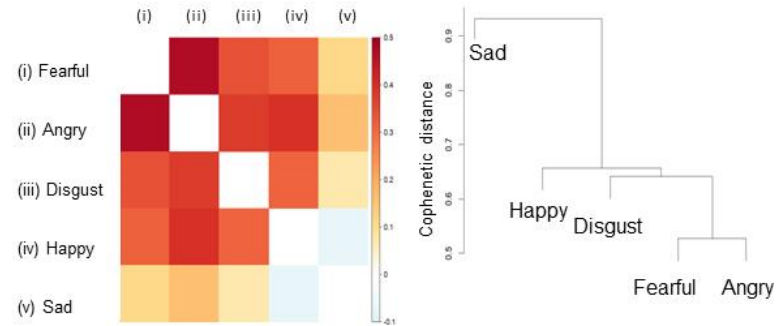 (i) (ii) (iii) (iv) (v)
(i) Fearful
(ii) Angry
(iii) Disgust
(iv) Happy
(v) Sad
0.5
0.4
0.3
0.2
0.1
0
-0.1
Cophenetic distance
0.9
0.8
0.7
0.6
0.5
Sad
Happy
Disgust
Fearful
Angry